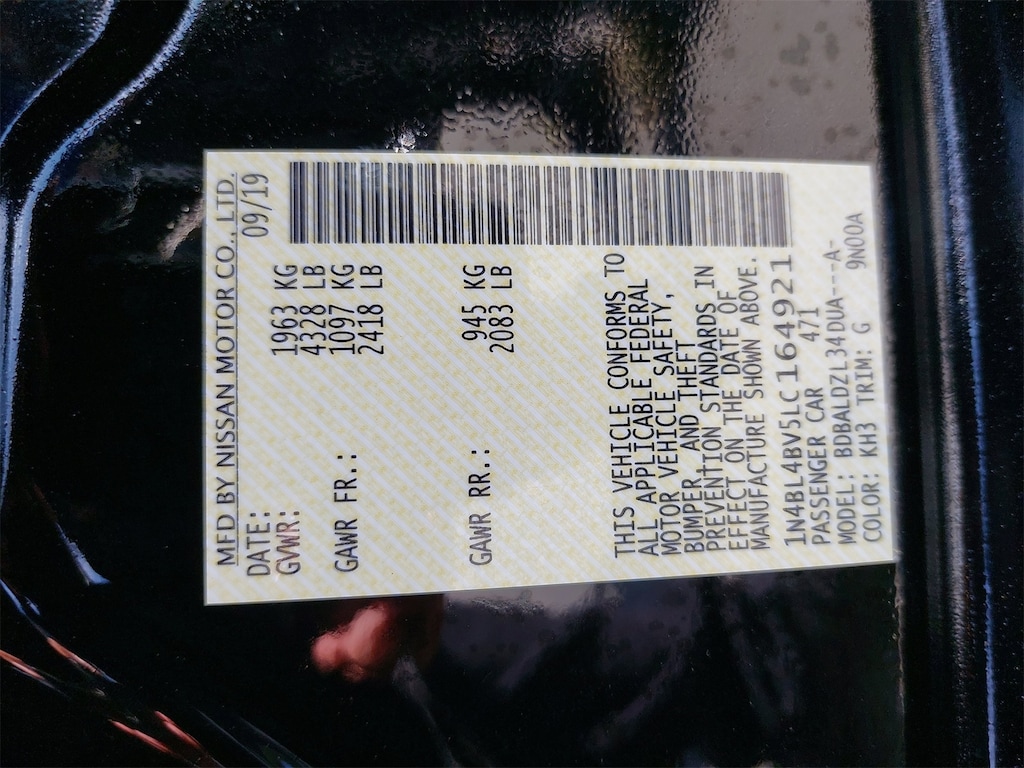 MFD BY NISSAN MOTOR CO., LTD.
DATE: 09/19
GVWR: 1963 KG
4328 LB
GAWR FR.: 1097 KG
2418 LB
GAWR RR.: 945 KG
2083 LB
THIS VEHICLE CONFORMS TO
ALL APPLICABLE FEDERAL
MOTOR VEHICLE SAFETY,
BUMPER, AND THEFT
PREVENTION STANDARDS IN
EFFECT ON THE DATE OF
MANUFACTURE SHOWN ABOVE.
1N4BL4BV5LC164921
PASSENGER CAR 471
MODEL: BDBALDZL34DUA---A-
COLOR: KH3 TRIM: G 9N00A